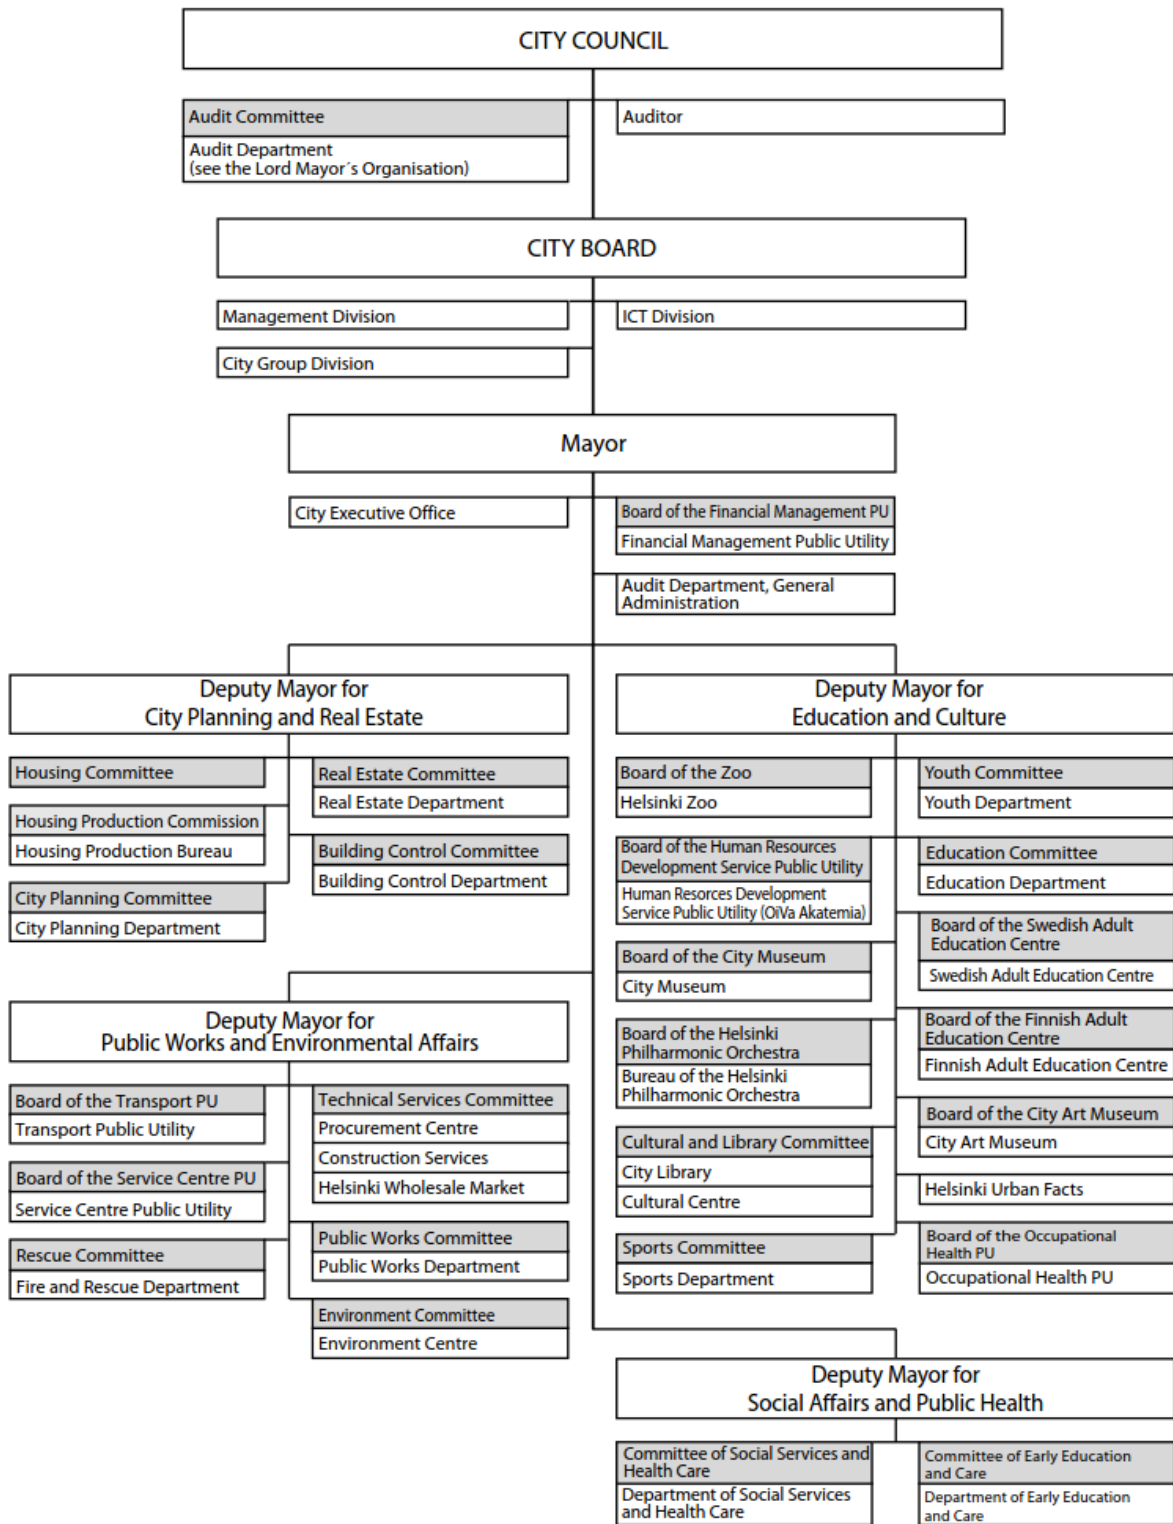 CITY COUNCIL
Audit Committee
Audit Department
(see the Lord Mayor´s Organisation)
Auditor
CITY BOARD
Management Division
ICT Division
City Group Division
Mayor
City Executive Office
Board of the Financial Management PU
Financial Management Public Utility
Audit Department, General
Administration
Deputy Mayor for
City Planning and Real Estate
Housing Committee
Real Estate Committee
Real Estate Department
Housing Production Commission
Housing Production Bureau
Building Control Committee
Building Control Department
City Planning Committee
City Planning Department
Deputy Mayor for
Education and Culture
Board of the Zoo
Helsinki Zoo
Youth Committee
Youth Department
Board of the Human Resources
Development Service Public Utility
Human Resorces Development
Service Public Utility (OiVa Akatemia)
Education Committee
Education Department
Board of the City Museum
City Museum
Board of the Swedish Adult
Education Centre
Swedish Adult Education Centre
Board of the Helsinki
Philharmonic Orchestra
Bureau of the Helsinki
Philharmonic Orchestra
Board of the Finnish Adult
Education Centre
Finnish Adult Education Centre
Cultural and Library Committee
City Library
Cultural Centre
Board of the City Art Museum
City Art Museum
Helsinki Urban Facts
Sports Committee
Sports Department
Board of the Occupational
Health PU
Occupational Health PU
Deputy Mayor for
Public Works and Environmental Affairs
Board of the Transport PU
Transport Public Utility
Technical Services Committee
Procurement Centre
Construction Services
Helsinki Wholesale Market
Board of the Service Centre PU
Service Centre Public Utility
Rescue Committee
Fire and Rescue Department
Public Works Committee
Public Works Department
Environment Committee
Environment Centre
Deputy Mayor for
Social Affairs and Public Health
Committee of Social Services and
Health Care
Department of Social Services
and Health Care
Committee of Early Education
and Care
Department of Early Education
and Care